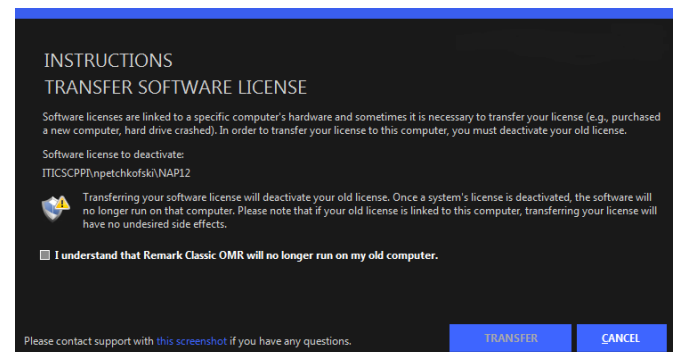 INSTRUCTIONS
TRANSFER SOFTWARE LICENSE
Software licenses are linked to a specific computer's hardware and sometimes it is necessary to transfer your license (e.g., purchased
a new computer, hard drive crashed). In order to transfer your license to this computer, you must deactivate your old license.
Software license to deactivate:
ITICSCPPI\npetchkofski\NAP12
Transferring your software license will deactivate your old license. Once a system's license is deactivated, the software will
no longer run on that computer. Please note that if your old license is linked to this computer, transferring your license will
have no undesired side effects.
I understand that Remark Classic OMR will no longer run on my old computer.
Please contact support with this screenshot if you have any questions.
TRANSFER
CANCEL